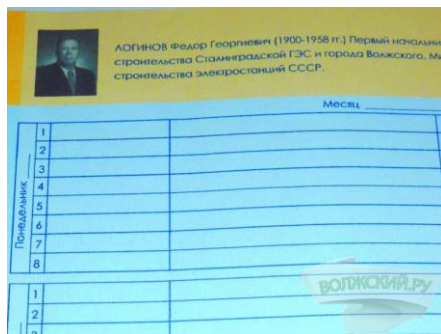 ЛОГИНОВ Федор Георгиевич (1900-1958 гг.) Первый
строительства Сталинградской ГЭС и города Волжского.
строительства электростанций СССР.
Месяц
Понедельник
1
2
3
4
5
6
7
8
1
2
ВОЛЖСКИЙ.РУ